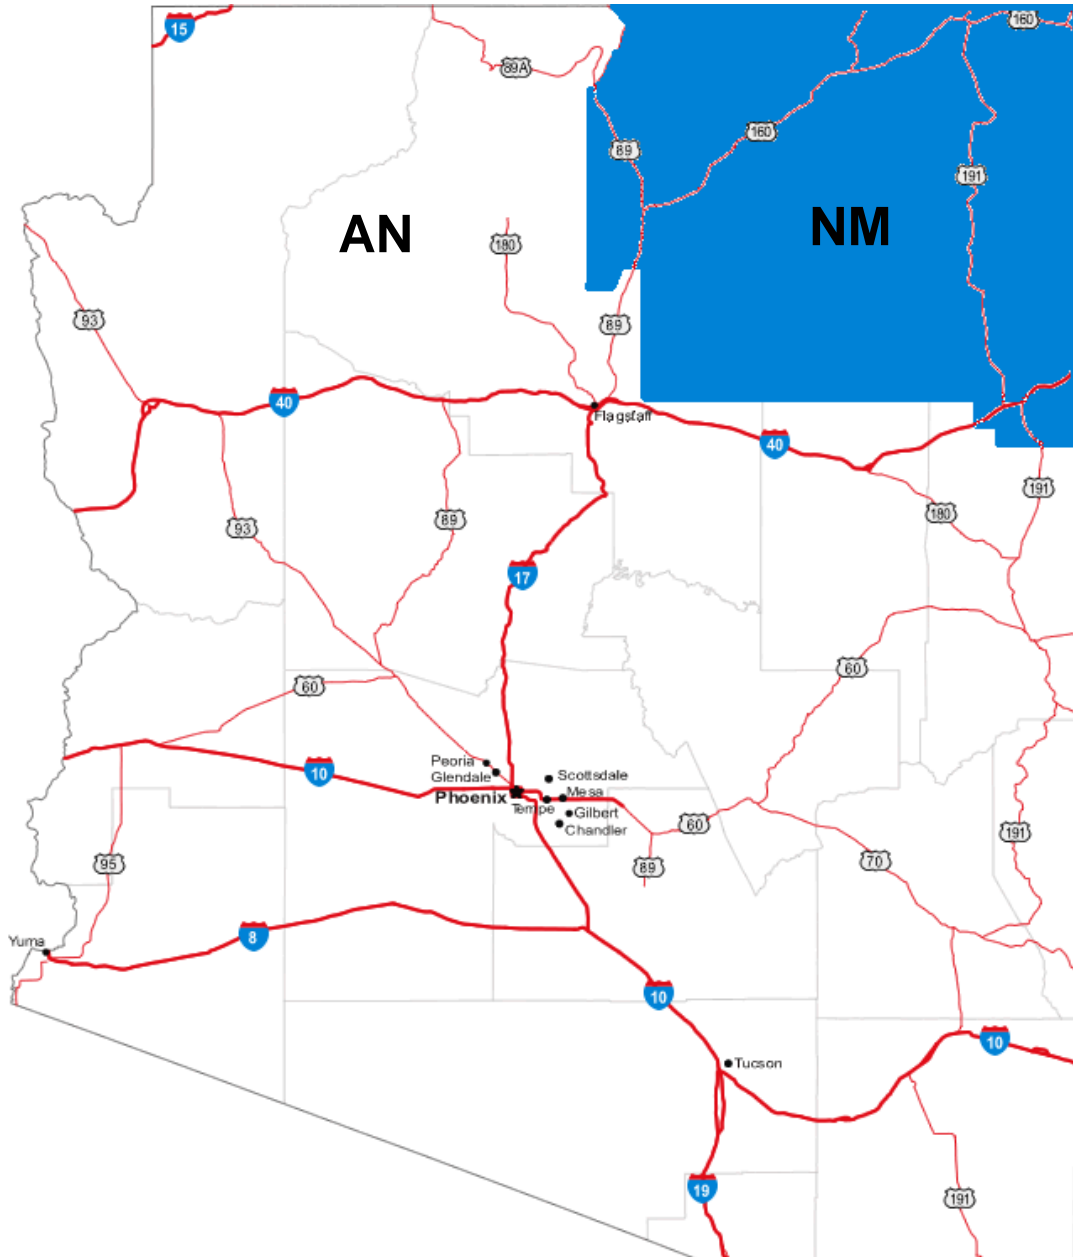 15
160
89A
160
89
191
AN
NM
180
93
89
40
Flagstaff
40
191
93
89
180
17
60
60
Peoria
Glendale
10
Scottsdale
Phoenix
Mesa
Tempe
Gilbert
Chandler
60
191
95
89
70
Yuma
8
10
10
Tucson
19
191